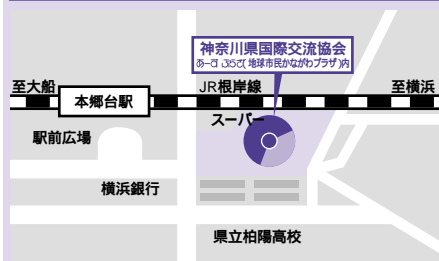 神奈川県国際交流協会
あーすぷらざ(地球市民かながわプラザ)内
至大船
JR根岸線
至横浜
本郷台駅
スーパー
駅前広場
横浜銀行
県立柏陽高校